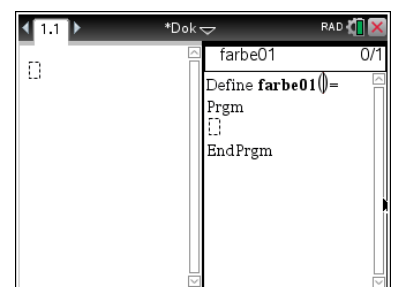 1.1 *Dok RAD
farbe01 0/1
Define farbe01()=
Prgm
EndPrgm